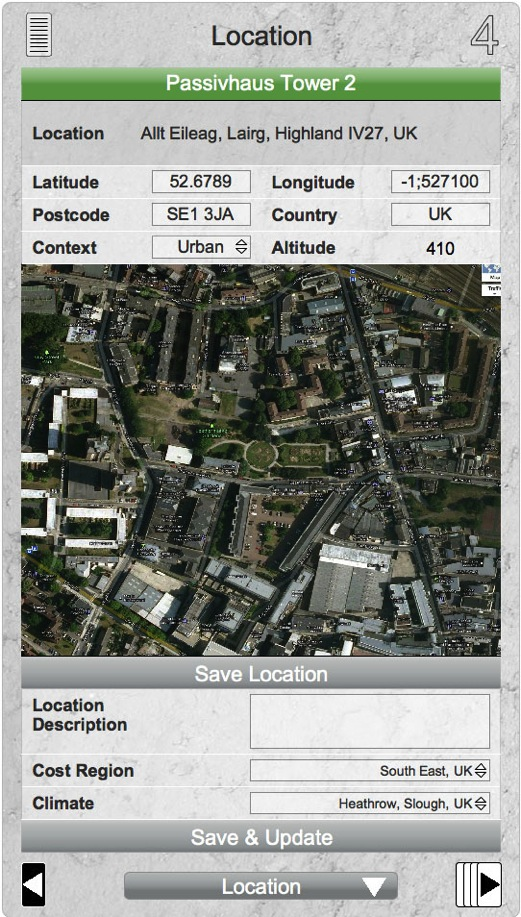 Location
4
Passivhaus Tower 2
Location Allt Eileag, Lairg, Highland IV27, UK
Latitude 52.6789 Longitude -1;527100
Postcode SE1 3JA Country UK
Context Urban Altitude 410
Save Location
Location
Description
Cost Region South East, UK
Climate Heathrow, Slough, UK
Save & Update
Location